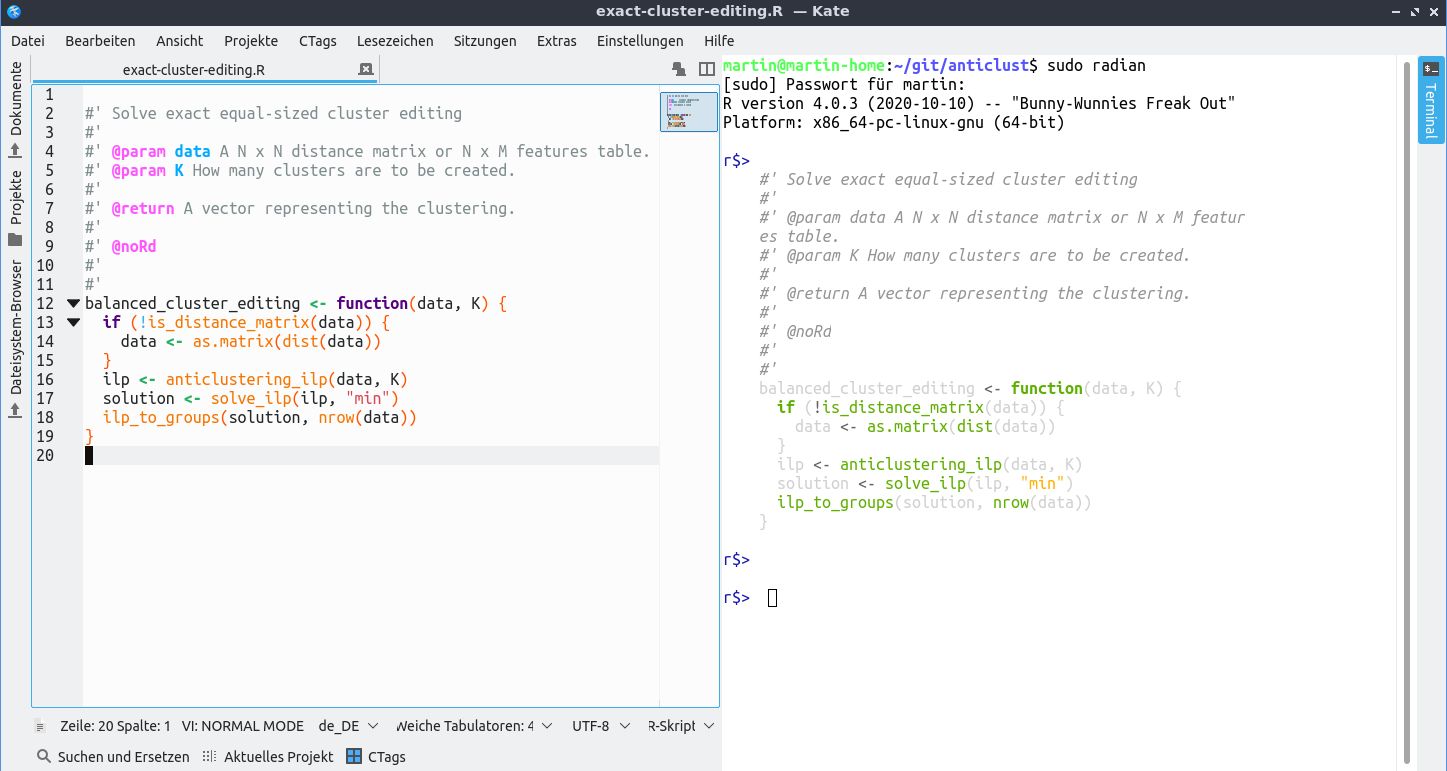 exact-cluster-editing.R — Kate
Datei Bearbeiten Ansicht Projekte CTags Lesezeichen Sitzungen Extras Einstellungen Hilfe
Dokumente
Projekte
Dateisystem-Browser
exact-cluster-editing.R
1
2 #' Solve exact equal-sized cluster editing
3 #'
4 #' @param data A N x N distance matrix or N x M features table.
5 #' @param K How many clusters are to be created.
6 #'
7 #' @return A vector representing the clustering.
8 #'
9 #' @noRd
10 #'
11 #'
12 balanced_cluster_editing <- function(data, K) {
13   if (!is_distance_matrix(data)) {
14     data <- as.matrix(dist(data))
15   }
16   ilp <- anticlustering_ilp(data, K)
17   solution <- solve_ilp(ilp, "min")
18   ilp_to_groups(solution, nrow(data))
19 }
20
Zeile: 20 Spalte: 1 VI: NORMAL MODE de_DE Weiche Tabulatoren: 4 UTF-8 R-Skript
Suchen und Ersetzen Aktuelles Projekt CTags
martin@martin-home:~/git/anticlust$ sudo radian
[sudo] Passwort für martin:
R version 4.0.3 (2020-10-10) -- "Bunny-Wunnies Freak Out"
Platform: x86_64-pc-linux-gnu (64-bit)
r$>
#' Solve exact equal-sized cluster editing
#'
#' @param data A N x N distance matrix or N x M featur
es table.
#' @param K How many clusters are to be created.
#'
#' @return A vector representing the clustering.
#'
#' @noRd
#'
#'
balanced_cluster_editing <- function(data, K) {
  if (!is_distance_matrix(data)) {
    data <- as.matrix(dist(data))
  }
  ilp <- anticlustering_ilp(data, K)
  solution <- solve_ilp(ilp, "min")
  ilp_to_groups(solution, nrow(data))
}
r$>
r$>
Terminal